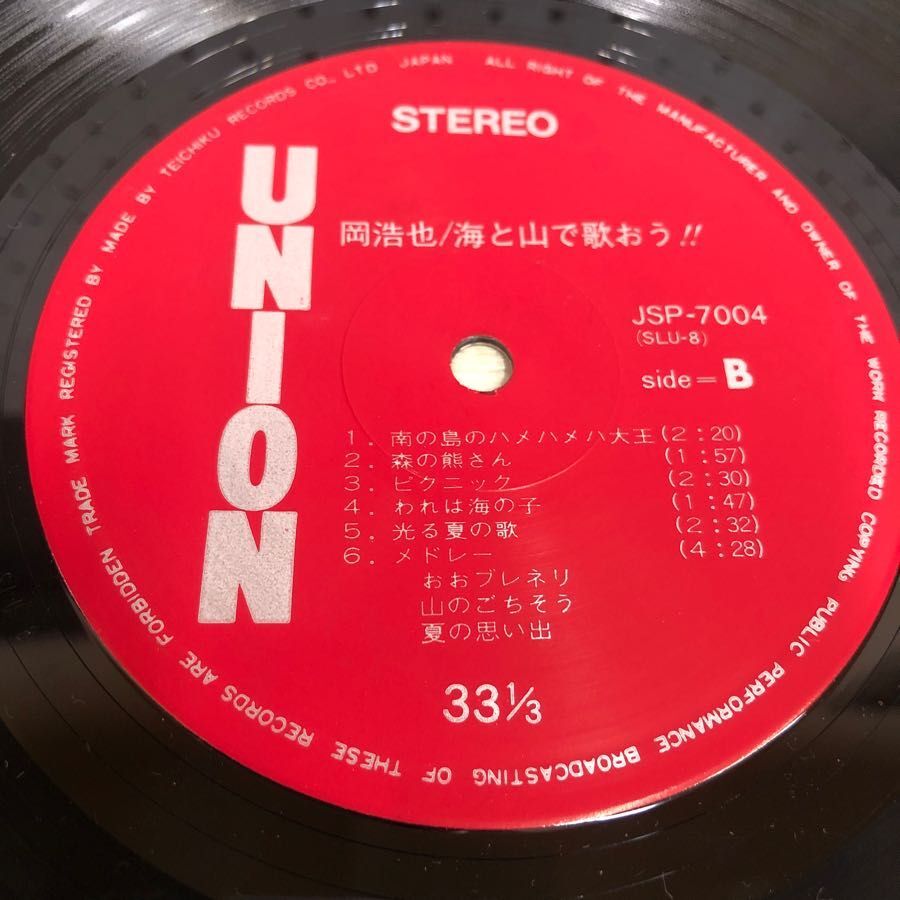 MARK REGISTERED BY MADE BY TEICHIKU RECORDS CO., LTD JAPAN ALL RIGHT OF THE MANUFACTURER AND OWNER OF THE WORK RECORDED COPYING PUBLIC PERFORMANCE BROADCASTING OF THESE RECORDS ARE FORBIDDEN TRADE
STEREO
UNION
岡浩也/海と山で歌おう!!
JSP-7004
(SLU-8)
side=B
1. 南の島のハメハメハ大王(2:20)
2. 森の熊さん (1:57)
3. ピクニック (2:30)
4. われは海の子 (1:47)
5. 光る夏の歌 (2:32)
6. メドレー (4:28)
おおブレネリ
山のごちそう
夏の思い出
33⅓